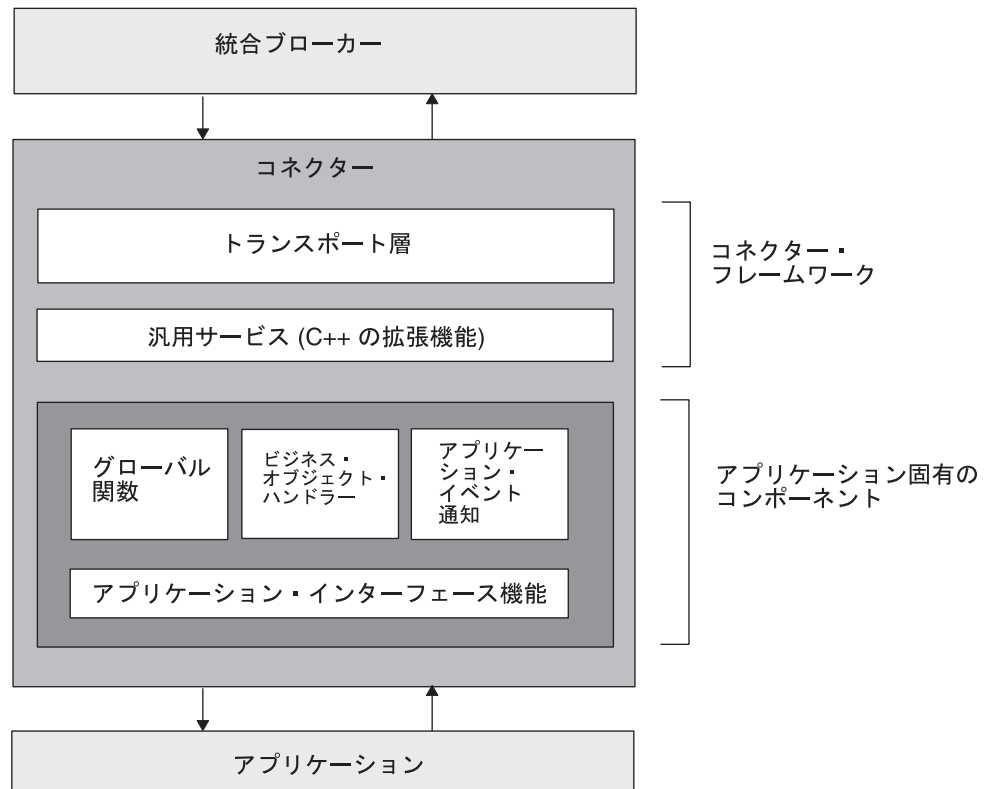 統合ブローカー
コネクター
トランスポート層
汎用サービス (C++ の拡張機能)
コネクター・
フレームワーク
グローバル
関数
ビジネス・
オブジェクト・
ハンドラー
アプリケー
ション・
イベント
通知
アプリケーション・インターフェース機能
アプリケーション固有の
コンポーネント
アプリケーション